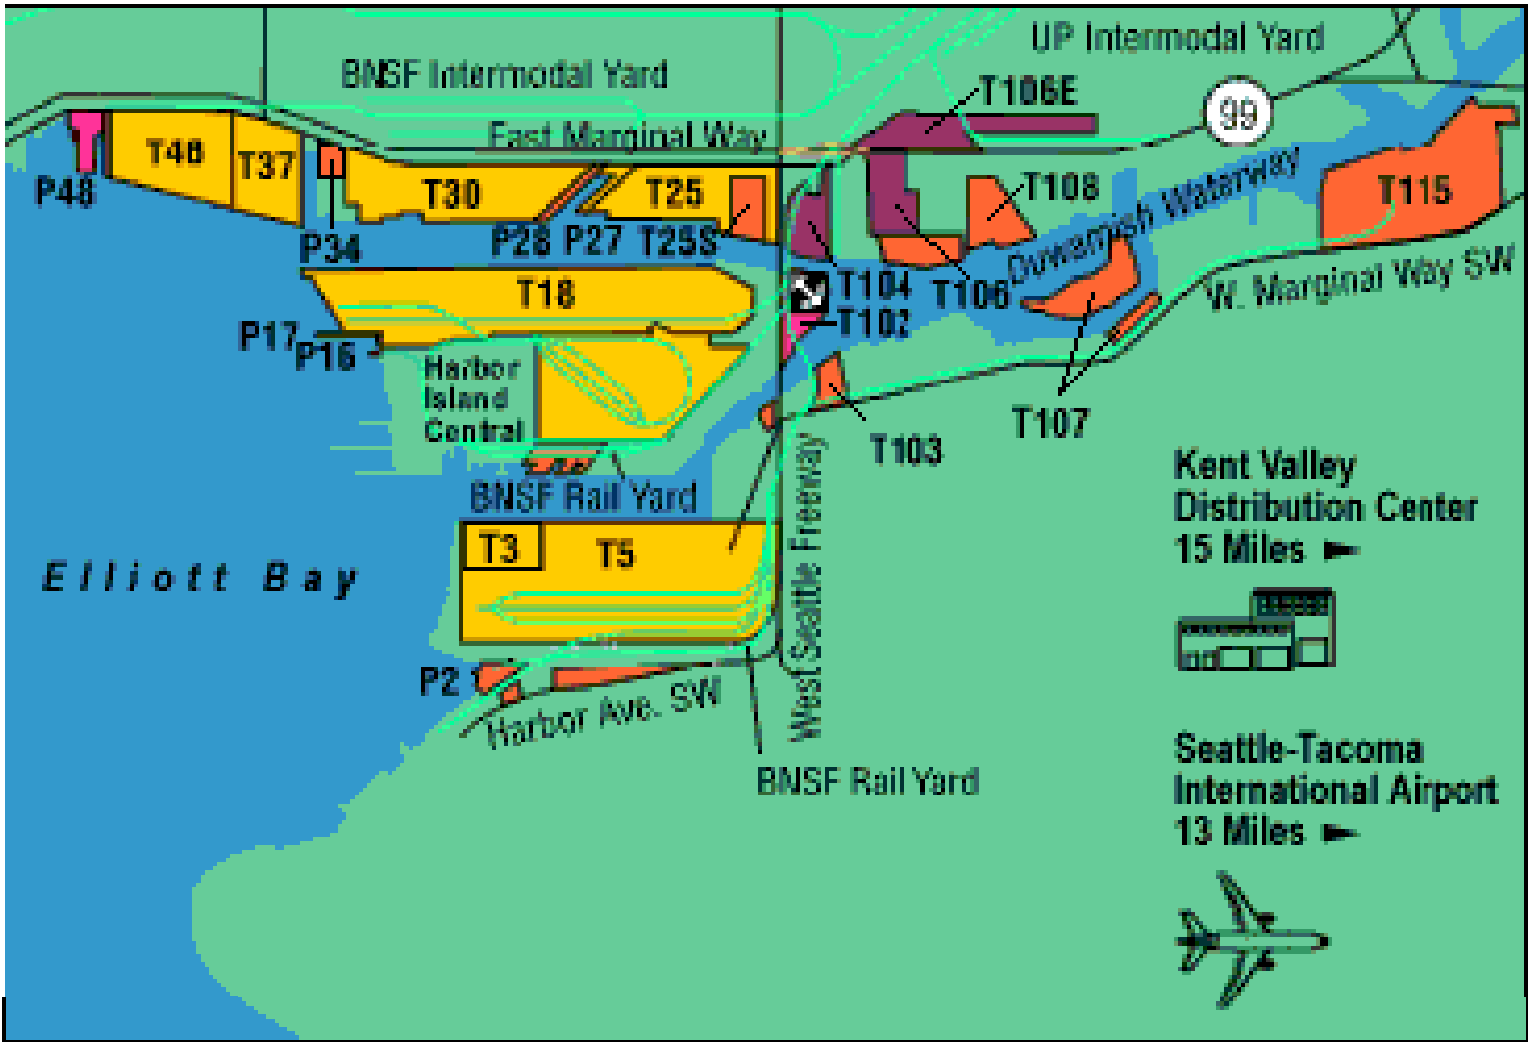 UP Intermodal Yard
BNSF Intermodal Yard
T106E
99
East Marginal Way
T46
T37
P48
T30
T25
T108
T115
P34
P28
P27
T25S
Duwamish Waterway
T18
T104
T106
W. Marginal Way SW
T102
P17
P16
Harbor
Island
Central
T107
T103
BNSF Rail Yard
West Seattle Freeway
Kent Valley
Distribution Center
15 Miles
T3
T5
Elliott Bay
P2
Harbor Ave. SW
BNSF Rail Yard
Seattle-Tacoma
International Airport
13 Miles